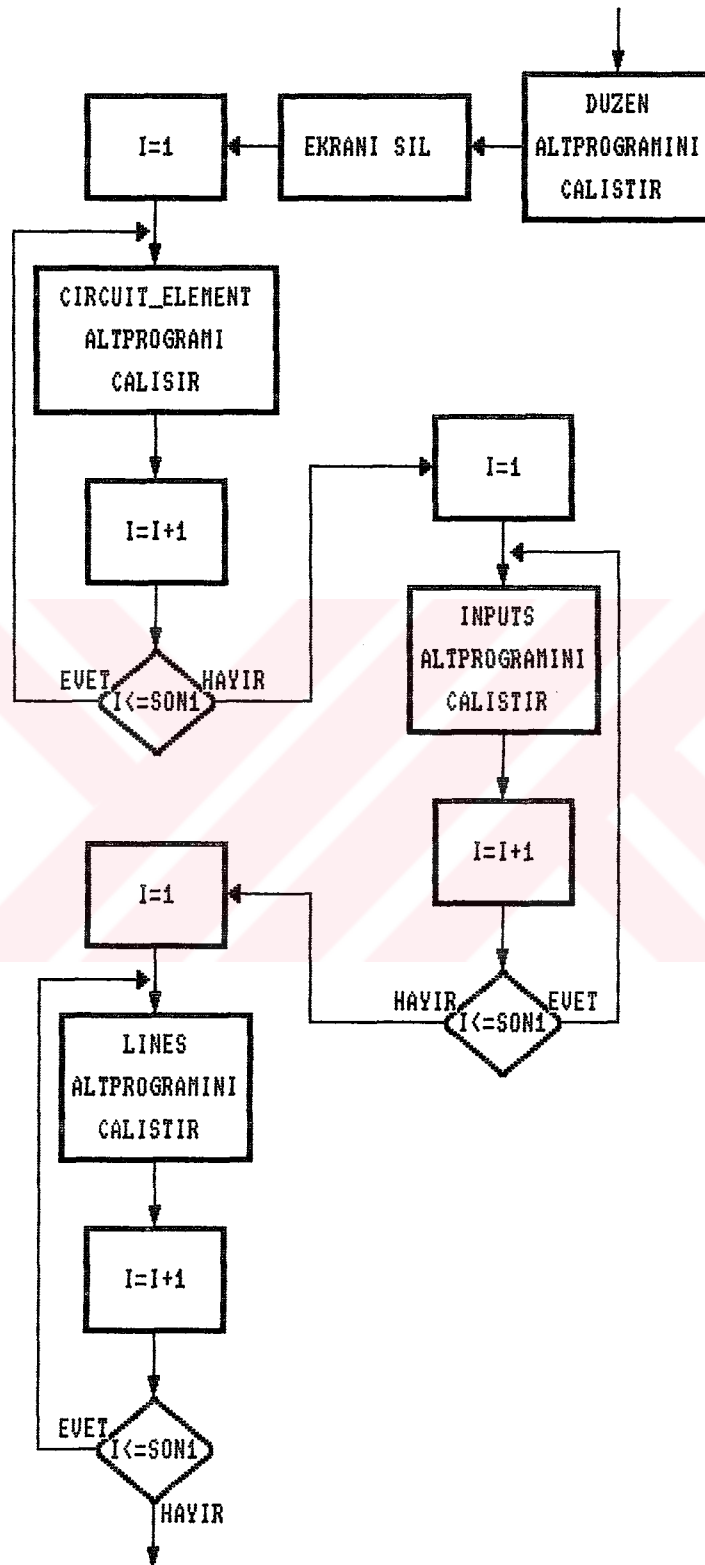 DUZEN
ALTPROGRAMINI
CALISTIR
EKRANI SIL
I=1
CIRCUIT_ELEMENT
ALTPROGRAMI
CALISIR
I=I+1
EVET
HAYIR
I<=SON1
I=1
INPUTS
ALTPROGRAMINI
CALISTIR
I=I+1
HAYIR
EVET
I<=SON1
I=1
LINES
ALTPROGRAMINI
CALISTIR
I=I+1
EVET
I<=SON1
HAYIR